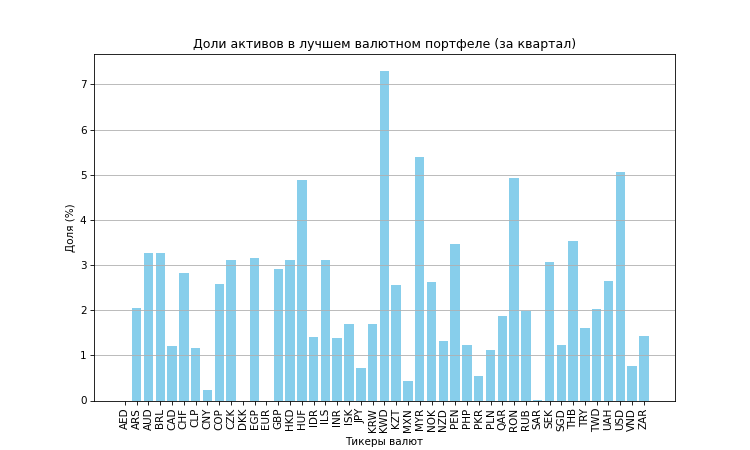 Доли активов в лучшем валютном портфеле (за квартал)
Доля (%)
7
6
5
4
3
2
1
0
AED ARS AUD BRL CAD CHF CLP CNY COP CZK DKK EGP EUR GBP HKD HUF IDR ILS INR ISK JPY KRW KWD KZT MXN MYR NOK NZD PEN PHP PKR PLN QAR RON RUB SAR SEK SGD THB TRY TWD UAH USD VND ZAR
Тикеры валют